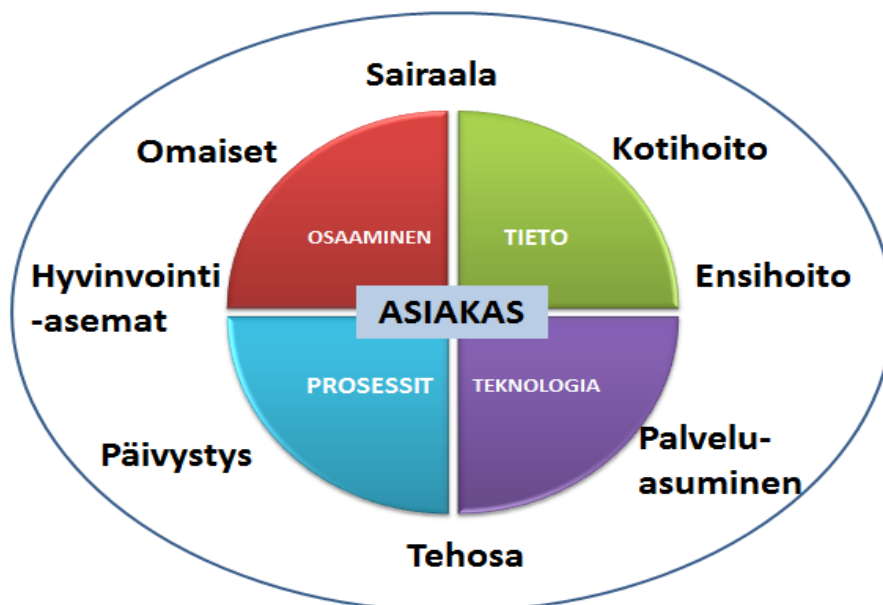 Sairaala
Omaiset
Kotihoito
OSAAMINEN
TIETO
Hyvinvointi
-asemat
Ensihoito
ASIAKAS
PROSESSIT
TEKNOLOGIA
Päivystys
Palvelu-
asuminen
Tehosa